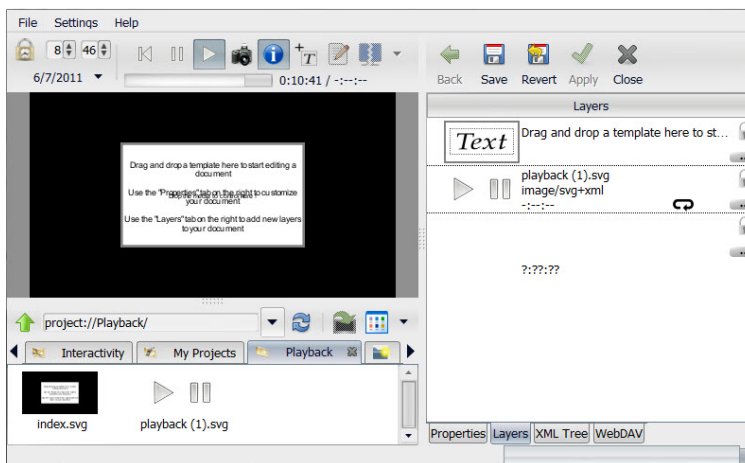 File Settings Help
8 46
6/7/2011
0:10:41 / -:--:--
Back Save Revert Apply Close
Layers
Text
Drag and drop a template here to st...
playback (1).svg
image/svg+xml
-:--:--
?:??:??
Drag and drop a template here to start editing a
document
Use the "Properties" tab on the right to customize
your document
Use the "Layers" tab on the right to add new layers
to your document
project://Playback/
Interactivity My Projects Playback
index.svg playback (1).svg
Properties Layers XML Tree WebDAV